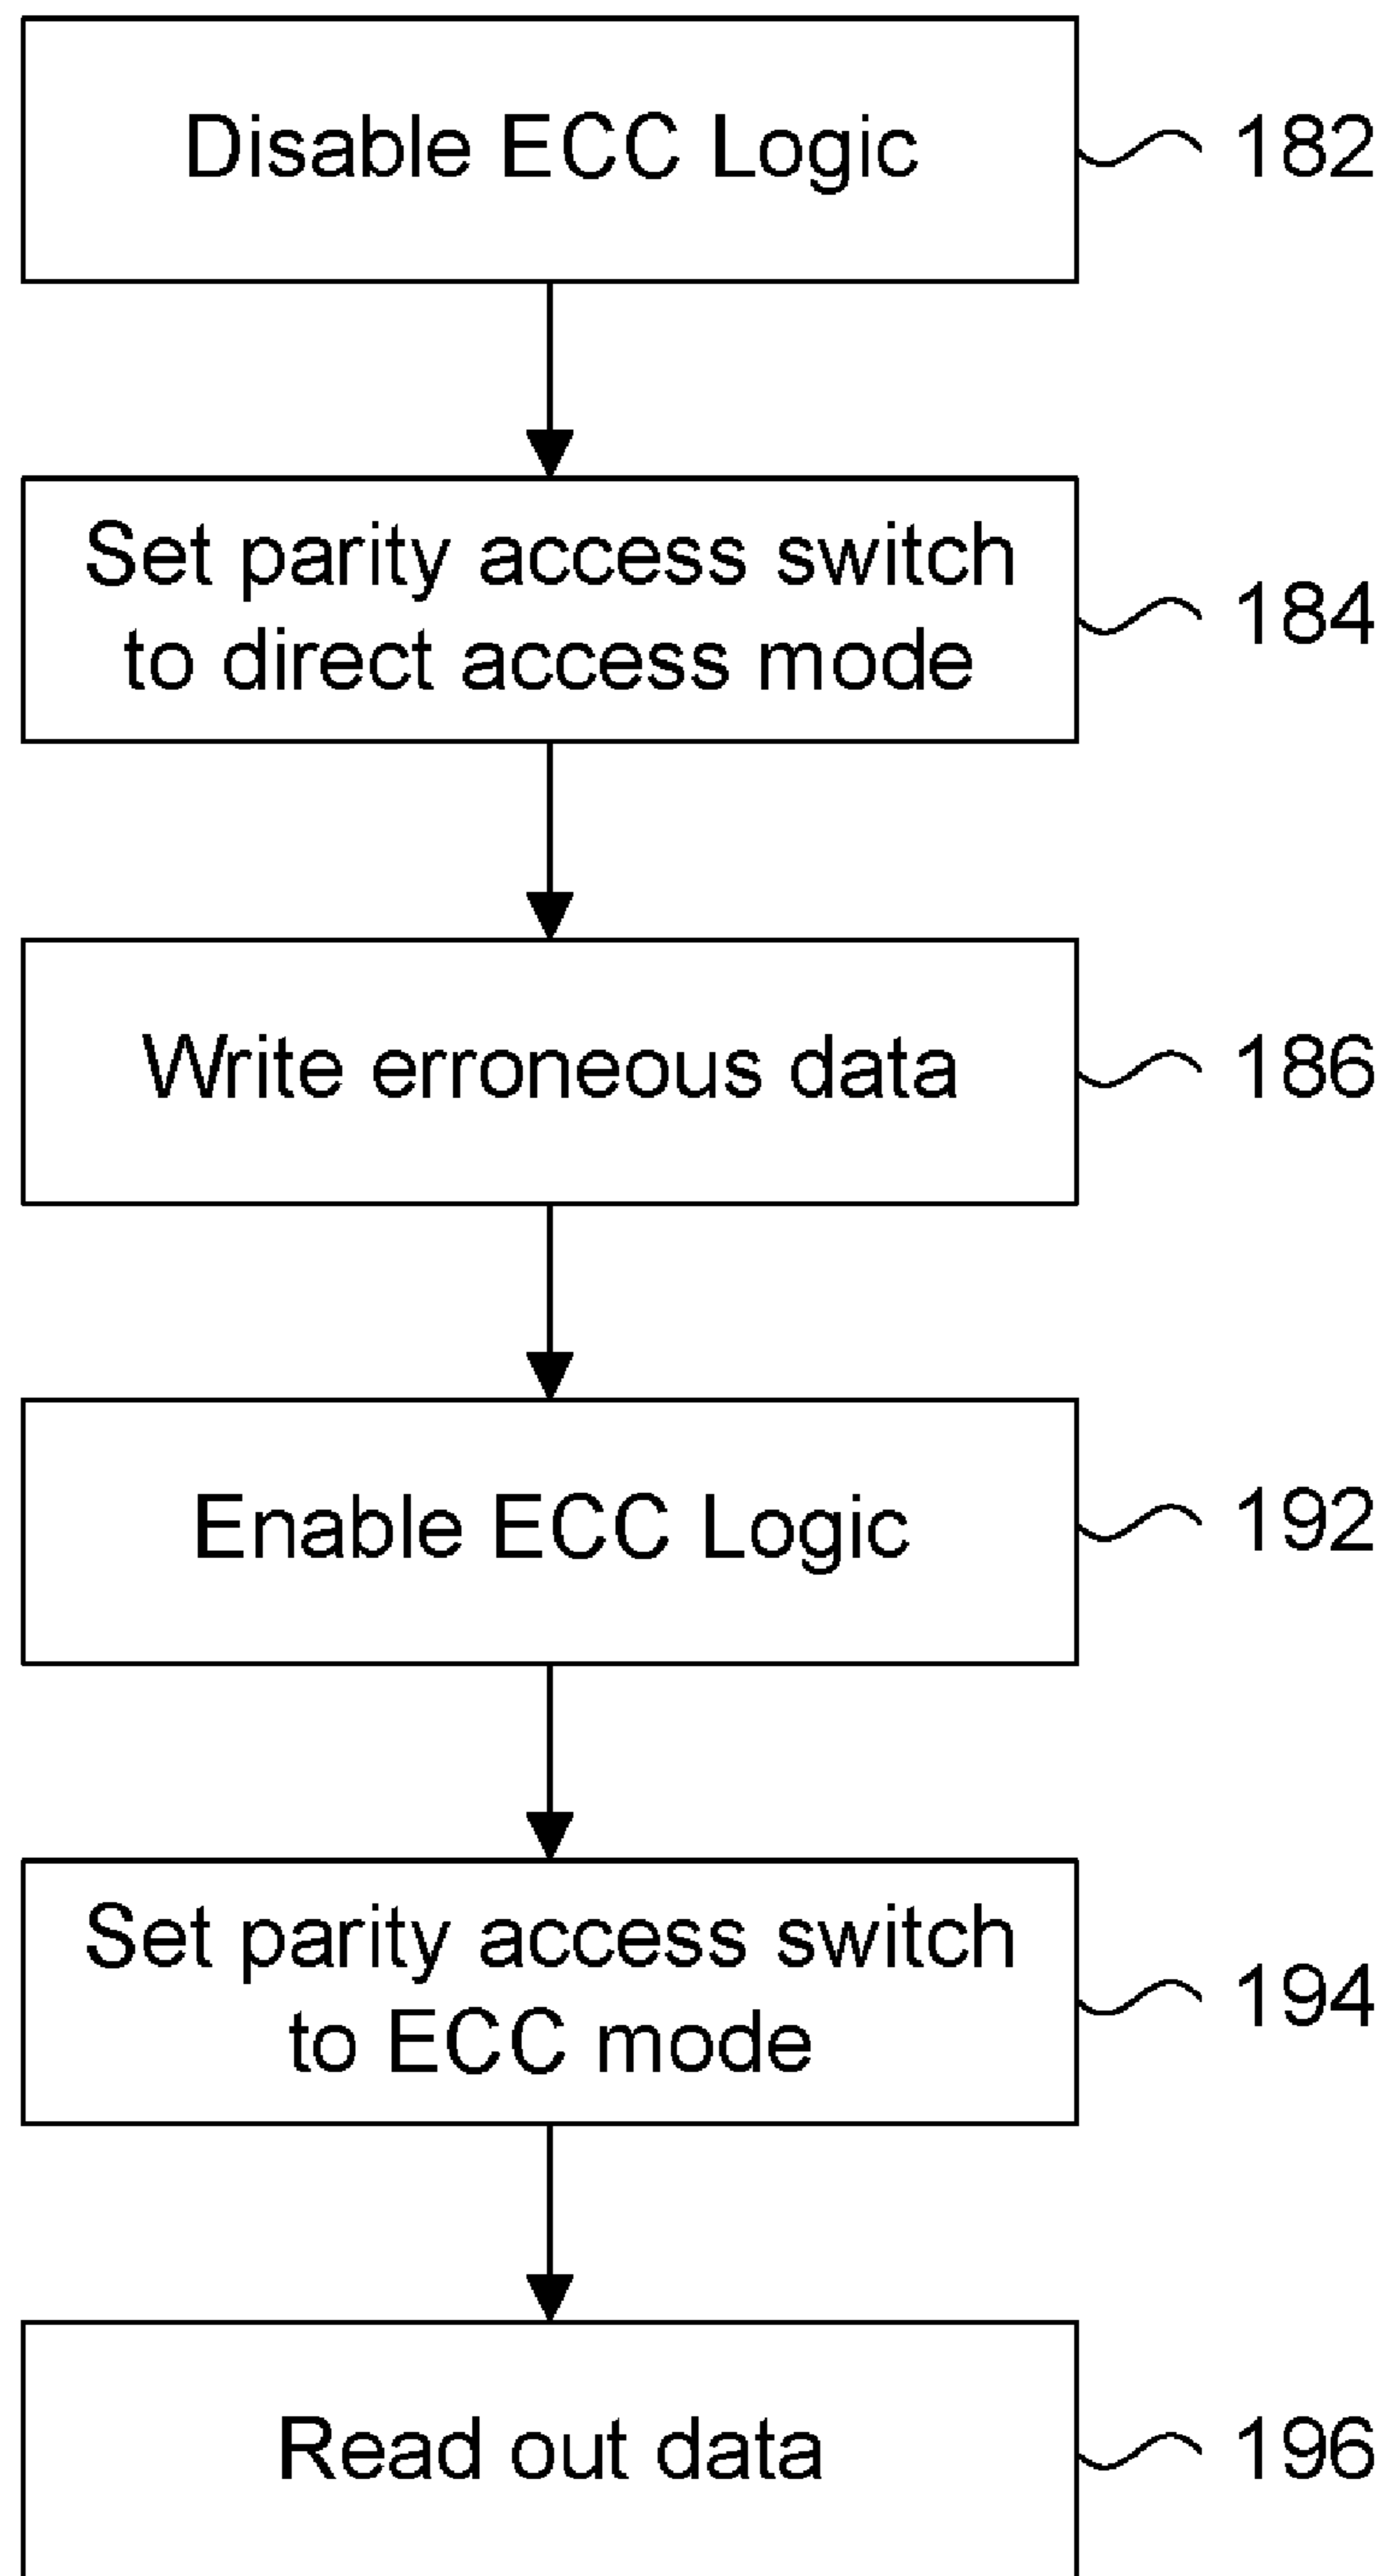 Disable ECC Logic
182
Set parity access switch
to direct access mode
184
Write erroneous data
186
Enable ECC Logic
192
Set parity access switch
to ECC mode
194
Read out data
196